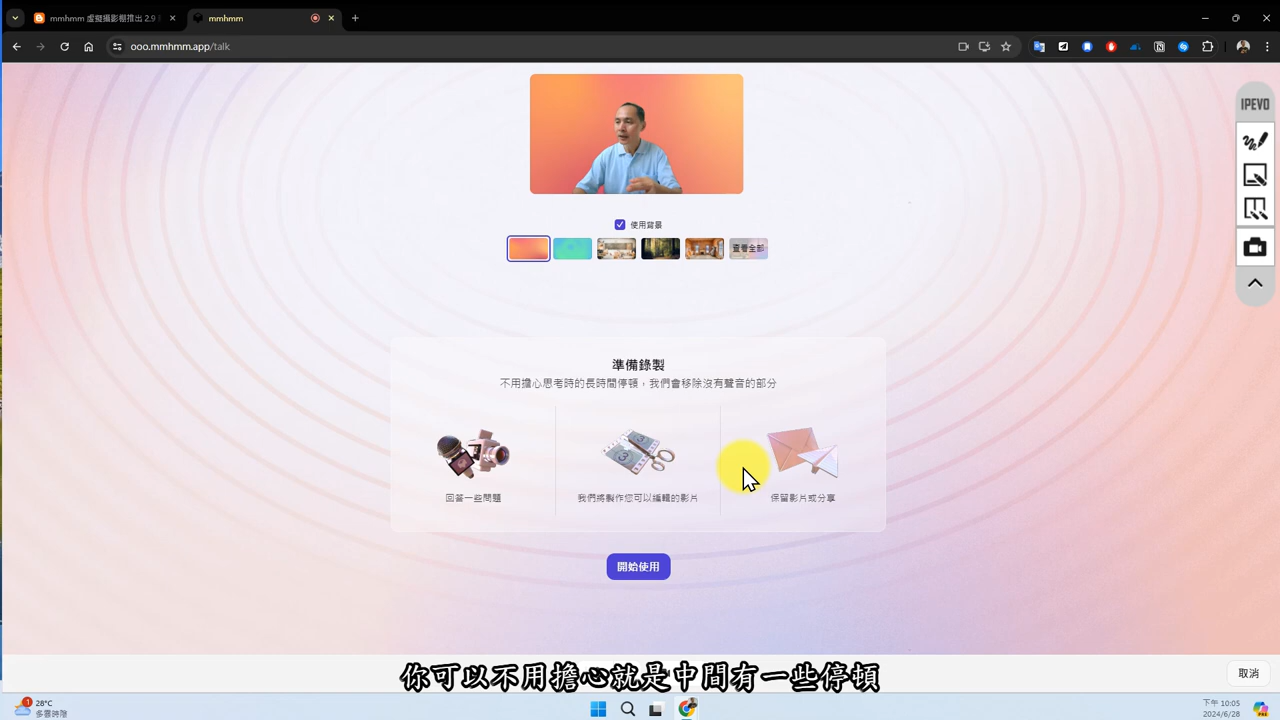 mmhmm 虛擬攝影棚推出 2.9
mmhmm
ooo.mmhmm.app/talk
IPEVO
使用背景
查看全部
準備錄製
不用擔心思考時的長時間停頓，我們會移除沒有聲音的部分
回答一些問題
我們將製作您可以編輯的影片
保留影片或分享
開始使用
你可以不用擔心就是中間有一些停頓
取消
1
28°C
多雲時陰
下午 10:05
2024/6/28